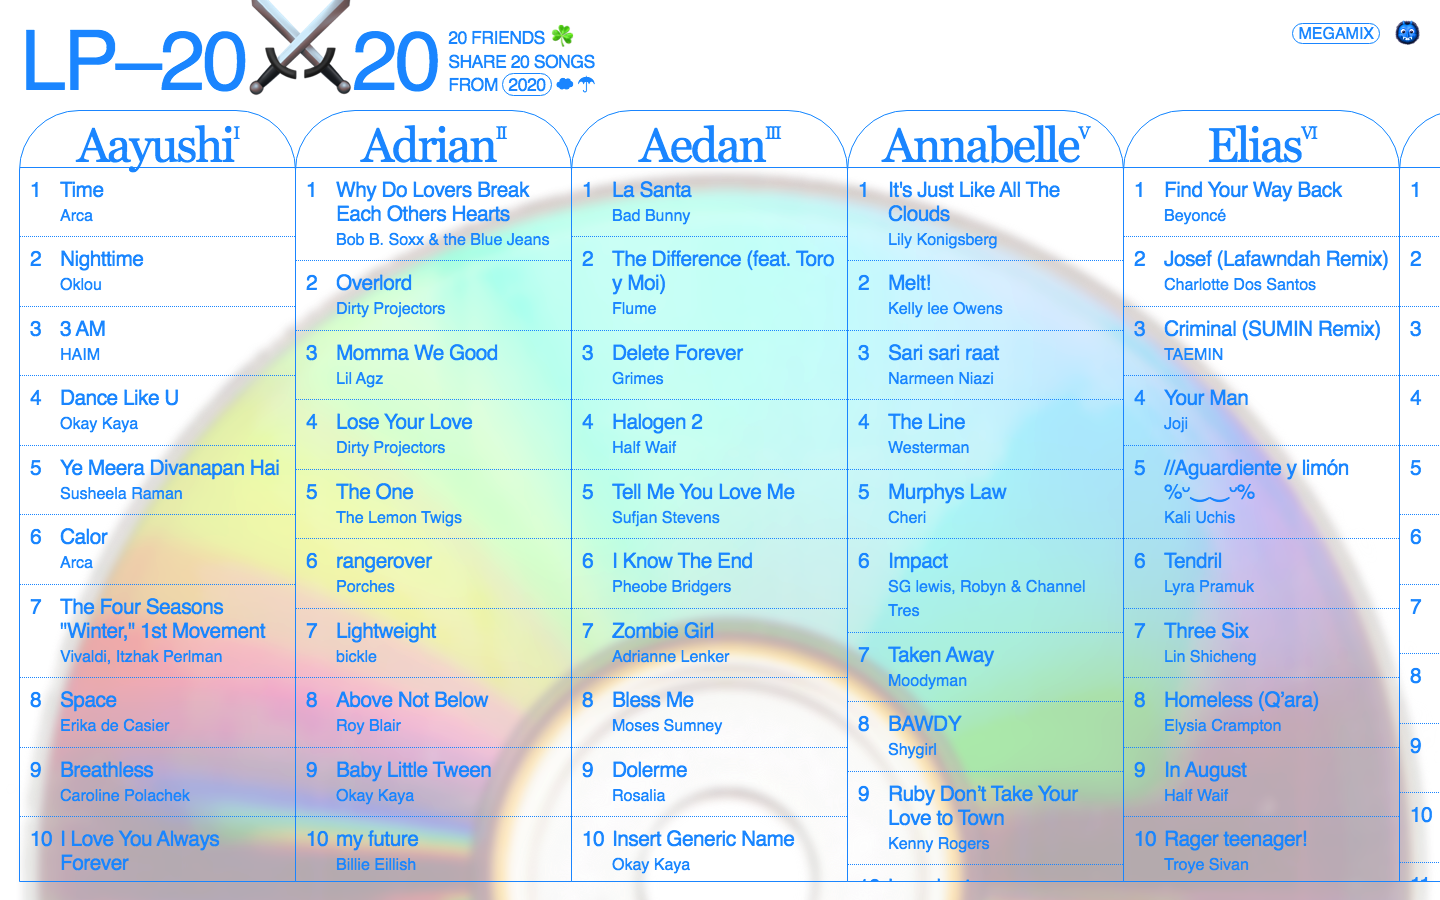 LP–20⚔️20
20 FRIENDS ☘️
SHARE 20 SONGS
FROM 2020
MEGAMIX
Aayushi I
1 Time
Arca
2 Nighttime
Oklou
3 3 AM
HAIM
4 Dance Like U
Okay Kaya
5 Ye Meera Divanapan Hai
Susheela Raman
6 Calor
Arca
7 The Four Seasons
"Winter," 1st Movement
Vivaldi, Itzhak Perlman
8 Space
Erika de Casier
9 Breathless
Caroline Polachek
10 I Love You Always
Forever
Adrian II
1 Why Do Lovers Break
Each Others Hearts
Bob B. Soxx & the Blue Jeans
2 Overlord
Dirty Projectors
3 Momma We Good
Lil Agz
4 Lose Your Love
Dirty Projectors
5 The One
The Lemon Twigs
6 rangerover
Porches
7 Lightweight
bickle
8 Above Not Below
Roy Blair
9 Baby Little Tween
Okay Kaya
10 my future
Billie Eillish
Aedan III
1 La Santa
Bad Bunny
2 The Difference (feat. Toro
y Moi)
Flume
3 Delete Forever
Grimes
4 Halogen 2
Half Waif
5 Tell Me You Love Me
Sufjan Stevens
6 I Know The End
Pheobe Bridgers
7 Zombie Girl
Adrianne Lenker
8 Bless Me
Moses Sumney
9 Dolerme
Rosalia
10 Insert Generic Name
Okay Kaya
Annabelle V
1 It's Just Like All The
Clouds
Lily Konigsberg
2 Melt!
Kelly lee Owens
3 Sari sari raat
Narmeen Niazi
4 The Line
Westerman
5 Murphys Law
Cheri
6 Impact
SG lewis, Robyn & Channel
Tres
7 Taken Away
Moodyman
8 BAWDY
Shygirl
9 Ruby Don’t Take Your
Love to Town
Kenny Rogers
Elias VI
1 Find Your Way Back
Beyoncé
2 Josef (Lafawndah Remix)
Charlotte Dos Santos
3 Criminal (SUMIN Remix)
TAEMIN
4 Your Man
Joji
5 //Aguardiente y limón
%ᵕ‿‿ᵕ%
Kali Uchis
6 Tendril
Lyra Pramuk
7 Three Six
Lin Shicheng
8 Homeless (Q’ara)
Elysia Crampton
9 In August
Half Waif
10 Rager teenager!
Troye Sivan
1
2
3
4
5
6
7
8
9
10